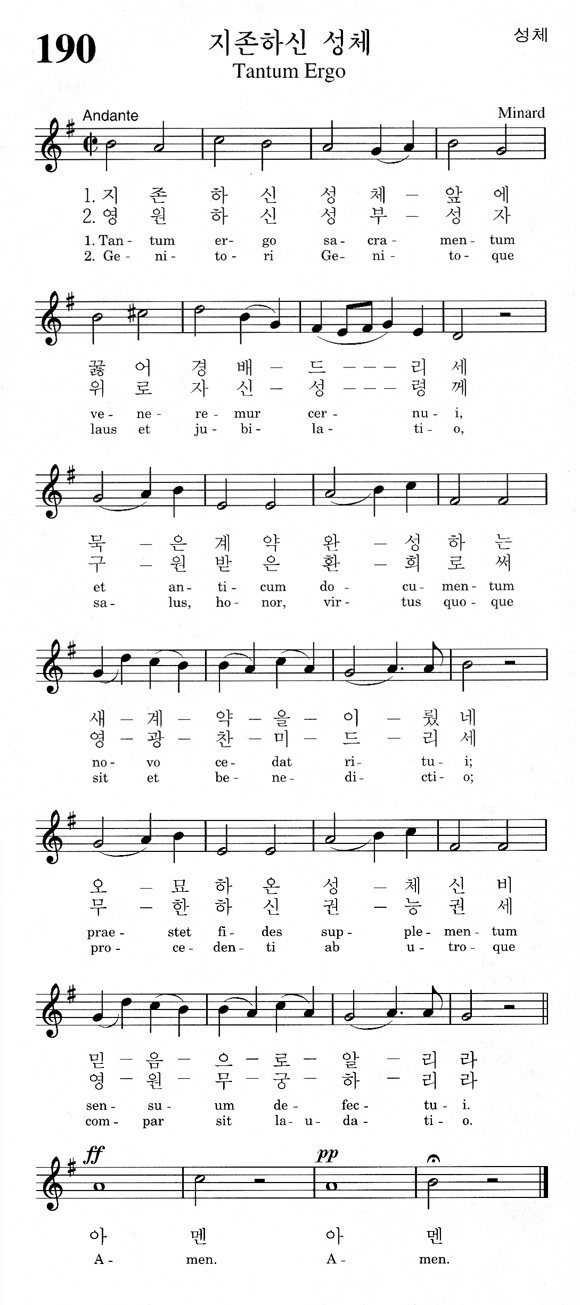 190
지존하신 성체
성체
Tantum Ergo
Andante
Minard
1. 지 존 하 신 성 체 – 앞 에
2. 영 원 하 신 성 부 – 성 자
1. Tan - tum er - go sa - cra - men - tum
2. Ge - ni - to - ri Ge - ni - to - que
꿇 어 경 배 – 드 – – – 리 세
위 로 자 신 – 성 – – – 령 께
ve - ne - re - mur cer - nu - i,
laus et ju - bi - la - ti - o,
묵 – 은 계 약 완 – 성 하 는
구 – 원 받 은 환 – 희 로 써
et an - ti - cum do - cu - men - tum
sa - lus, ho - nor, vir - tus quo - que
새 – 계 – 약 – 을 – 이 – 뤘 네
영 – 광 – 찬 – 미 – 드 – 리 세
no - vo ce - dat ri - tu - i;
sit et be - ne - di - cti - o;
오 – 묘 하 온 성 – 체 신 비
무 – 한 하 신 권 – 능 권 세
prae - stet fi - des sup - ple - men - tum
pro - ce - den - ti ab u - tro - que
믿 – 음 – 으 – 로 – 알 – 리 라
영 – 원 – 무 – 궁 – 하 – 리 라
sen - su - um de - fec - tu - i.
com - par sit la - u - da - ti - o.
ff pp
아 멘 아 멘
A - men. A - men.